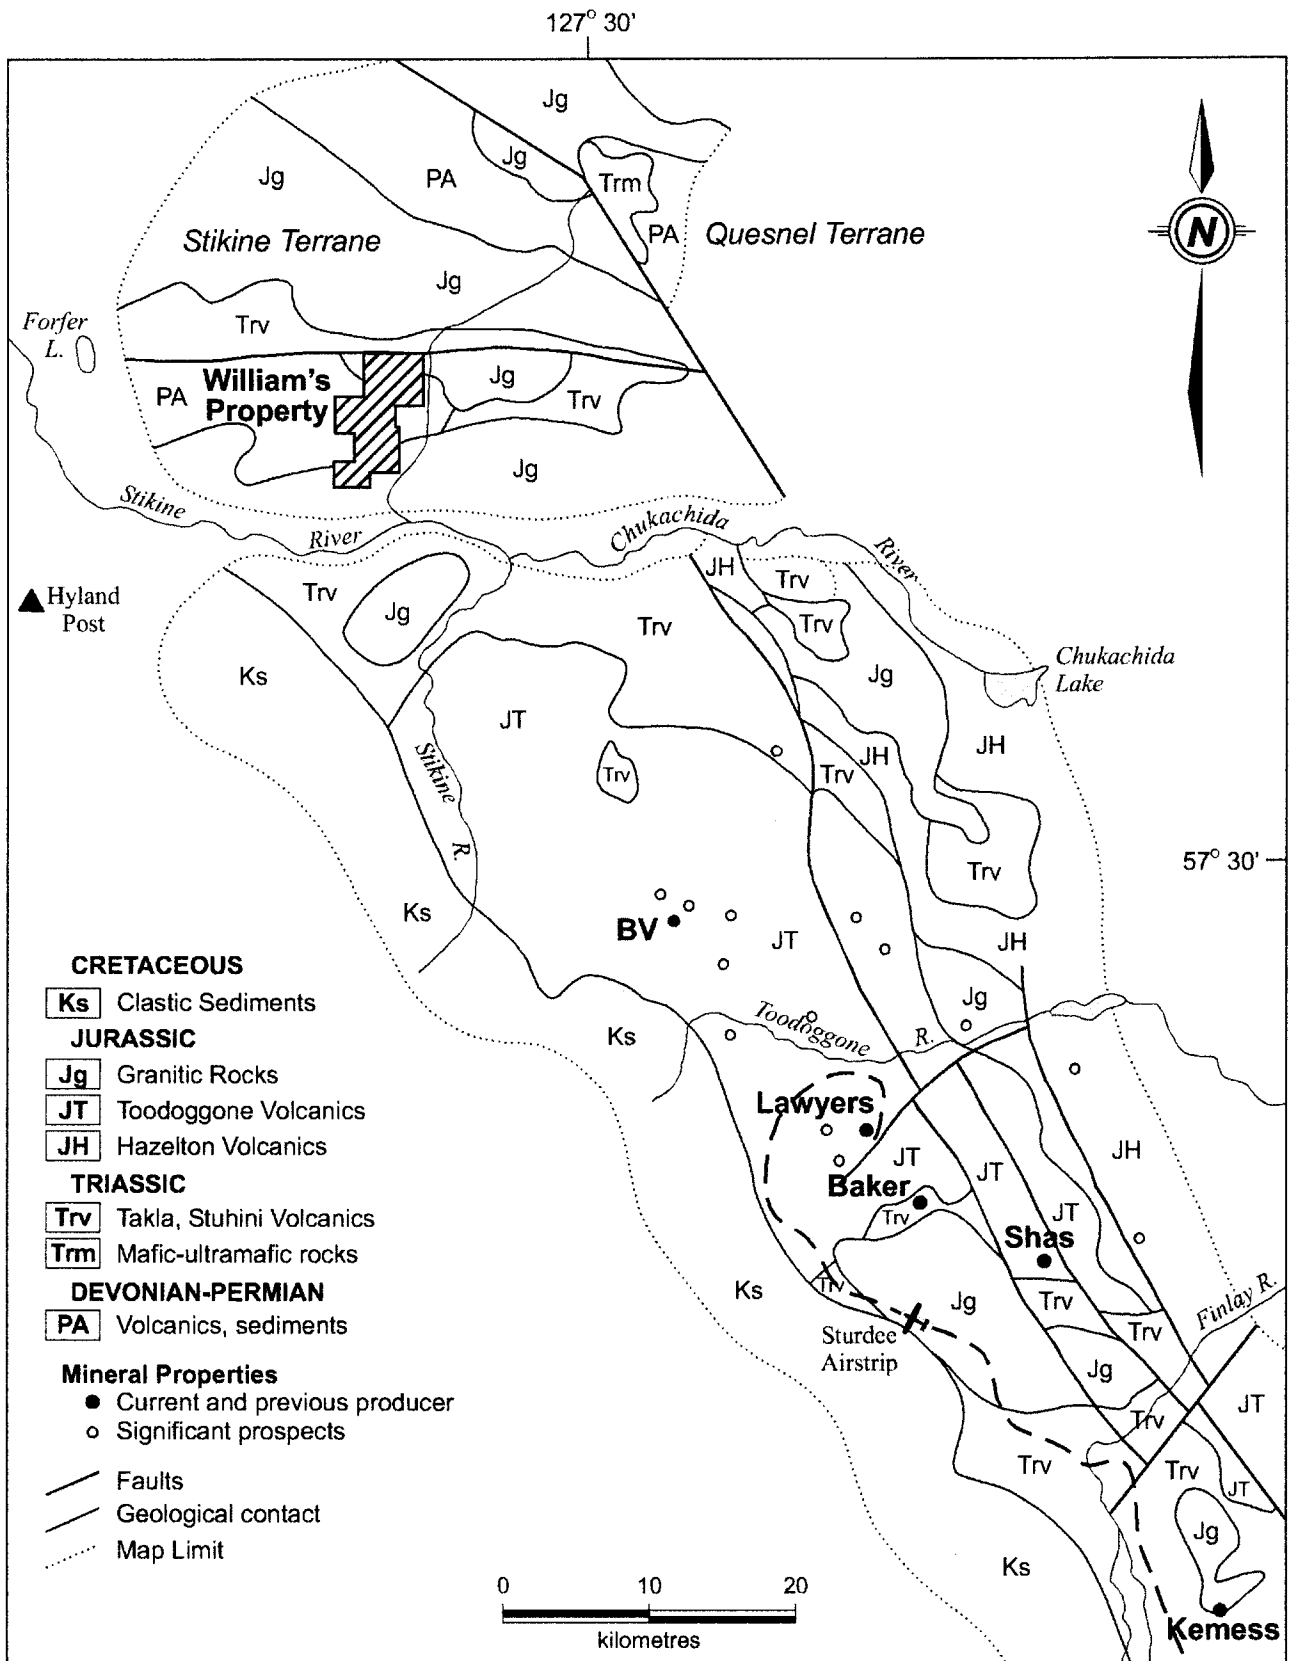 127° 30'
Jg
Jg
Trm
Jg
PA
PA
Stikine Terrane
Quesnel Terrane
N
Jg
Forfer
L.
Trv
William's
Property
PA
Jg
Trv
Jg
Stikine
River
Chukachida
River
Hyland
Post
Trv
Jg
Trv
JH
Trv
Trv
Chukachida
Lake
Ks
Jg
JT
JH
JH
Trv
Trv
Stikine
R.
57° 30'
Trv
Ks
BV
JT
JH
Jg
Ks
Toodoggone
R.
CRETACEOUS
Ks Clastic Sediments
JURASSIC
Jg Granitic Rocks
JT Toodoggone Volcanics
JH Hazelton Volcanics
TRIASSIC
Trv Takla, Stuhini Volcanics
Trm Mafic-ultramafic rocks
DEVONIAN-PERMIAN
PA Volcanics, sediments
Mineral Properties
Current and previous producer
Significant prospects
Faults
Geological contact
Map Limit
Lawyers
JT
JT
JH
Baker
Trv
JT
Shas
Ks
Trv
Jg
Trv
Trv
Finlay R.
Sturdee
Airstrip
Jg
JT
Trv
Trv
Trv
JT
Jg
Ks
Kemess
0 10 20
kilometres